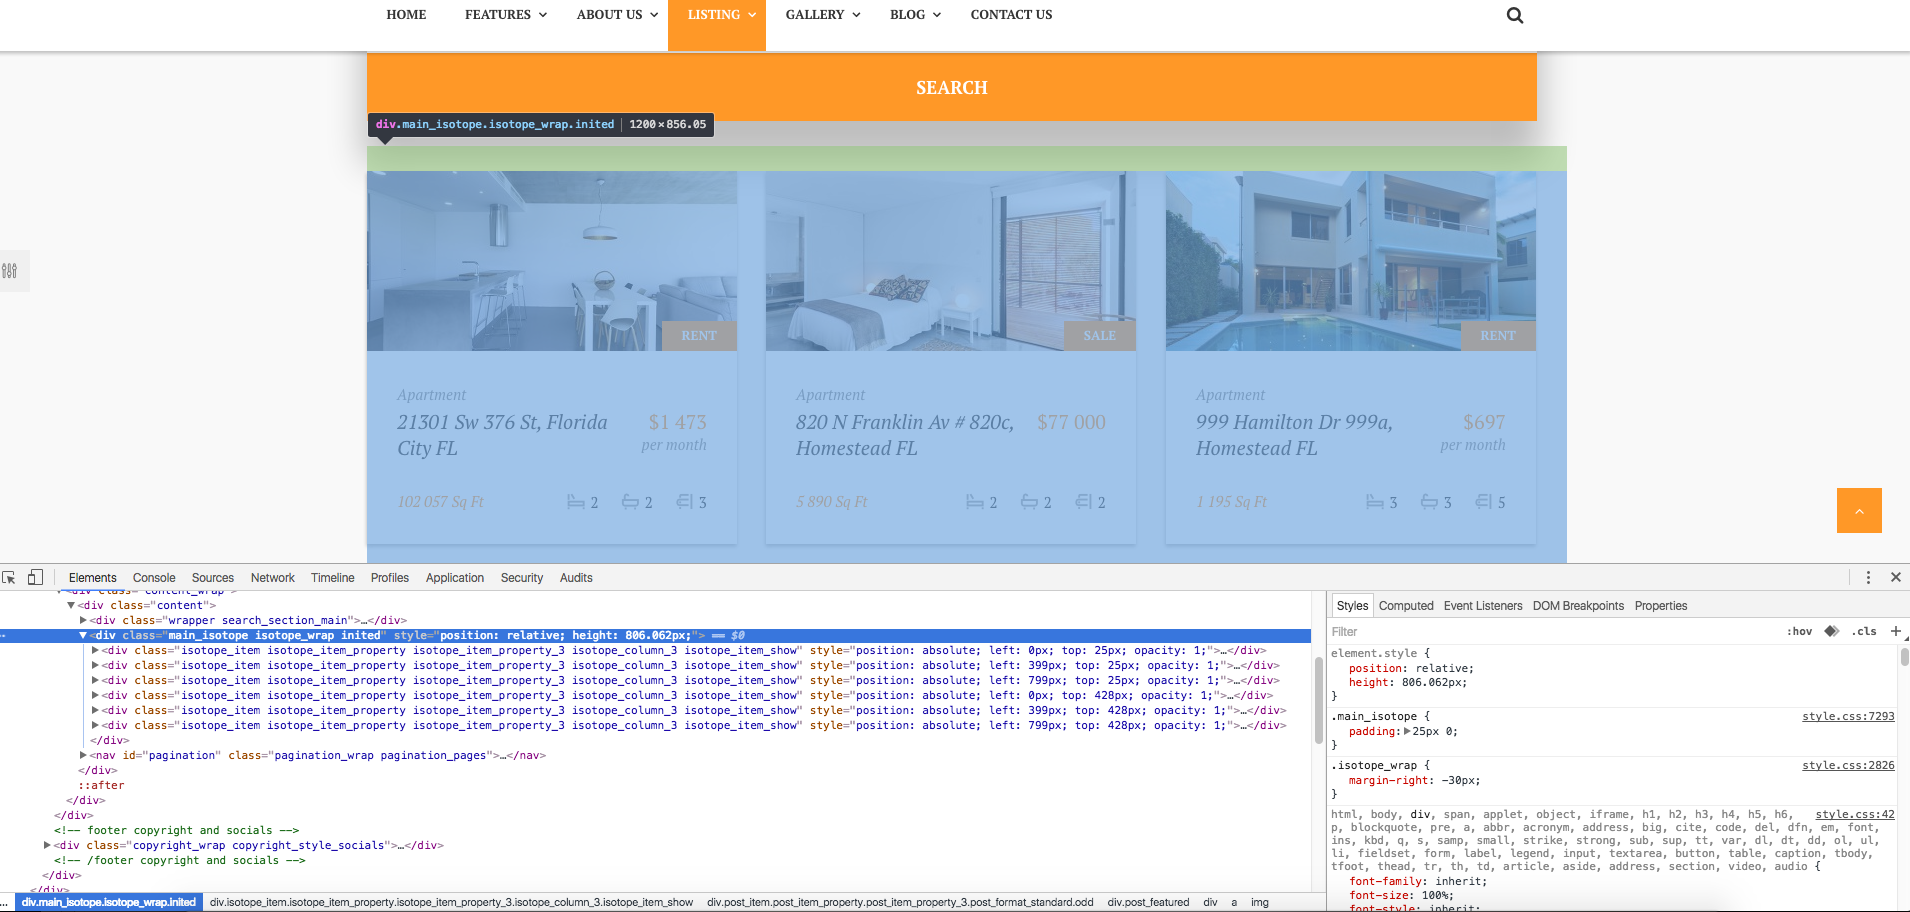 HOME FEATURES ABOUT US LISTING GALLERY BLOG CONTACT US
SEARCH
div.main_isotope.isotope_wrap.inited | 1200×856.05
RENT SALE RENT
Apartment
21301 Sw 376 St, Florida
City FL
$1 473
per month
102 057 Sq Ft 2 2 3
Apartment
820 N Franklin Av # 820c,
Homestead FL
$77 000
5 890 Sq Ft 2 2 2
Apartment
999 Hamilton Dr 999a,
Homestead FL
$697
per month
1 195 Sq Ft 3 3 5
Elements Console Sources Network Timeline Profiles Application Security Audits
<div class="content_wrap">
<div class="content">
<div class="wrapper search_section_main">…</div>
<div class="main_isotope isotope_wrap inited" style="position: relative; height: 806.062px;"> == $0
<div class="isotope_item isotope_item_property isotope_item_property_3 isotope_column_3 isotope_item_show" style="position: absolute; left: 0px; top: 25px; opacity: 1;">…</div>
<div class="isotope_item isotope_item_property isotope_item_property_3 isotope_column_3 isotope_item_show" style="position: absolute; left: 399px; top: 25px; opacity: 1;">…</div>
<div class="isotope_item isotope_item_property isotope_item_property_3 isotope_column_3 isotope_item_show" style="position: absolute; left: 799px; top: 25px; opacity: 1;">…</div>
<div class="isotope_item isotope_item_property isotope_item_property_3 isotope_column_3 isotope_item_show" style="position: absolute; left: 0px; top: 428px; opacity: 1;">…</div>
<div class="isotope_item isotope_item_property isotope_item_property_3 isotope_column_3 isotope_item_show" style="position: absolute; left: 399px; top: 428px; opacity: 1;">…</div>
<div class="isotope_item isotope_item_property isotope_item_property_3 isotope_column_3 isotope_item_show" style="position: absolute; left: 799px; top: 428px; opacity: 1;">…</div>
</div>
<nav id="pagination" class="pagination_wrap pagination_pages">…</nav>
</div>
::after
</div>
</div>
<!-- footer copyright and socials -->
<div class="copyright_wrap copyright_style_socials">…</div>
<!-- /footer copyright and socials -->
</div>
</div>
... div.main_isotope.isotope_wrap.inited div.isotope_item.isotope_item_property.isotope_item_property_3.isotope_column_3.isotope_item_show div.post_item.post_item_property.post_item_property_3.post_format_standard.odd div.post_featured div a img
Styles Computed Event Listeners DOM Breakpoints Properties
Filter :hov .cls +
element.style {
position: relative;
height: 806.062px;
}
.main_isotope { style.css:7293
padding: 25px 0;
}
.isotope_wrap { style.css:2826
margin-right: -30px;
}
html, body, div, span, applet, object, iframe, h1, h2, h3, h4, h5, h6, style.css:42
p, blockquote, pre, a, abbr, acronym, address, big, cite, code, del, dfn, em, font,
ins, kbd, q, s, samp, small, strike, strong, sub, sup, tt, var, dl, dt, dd, ol, ul,
li, fieldset, form, label, legend, input, textarea, button, table, caption, tbody,
tfoot, thead, tr, th, td, article, aside, address, section, video, audio {
font-family: inherit;
font-size: 100%;
font-style: inherit;